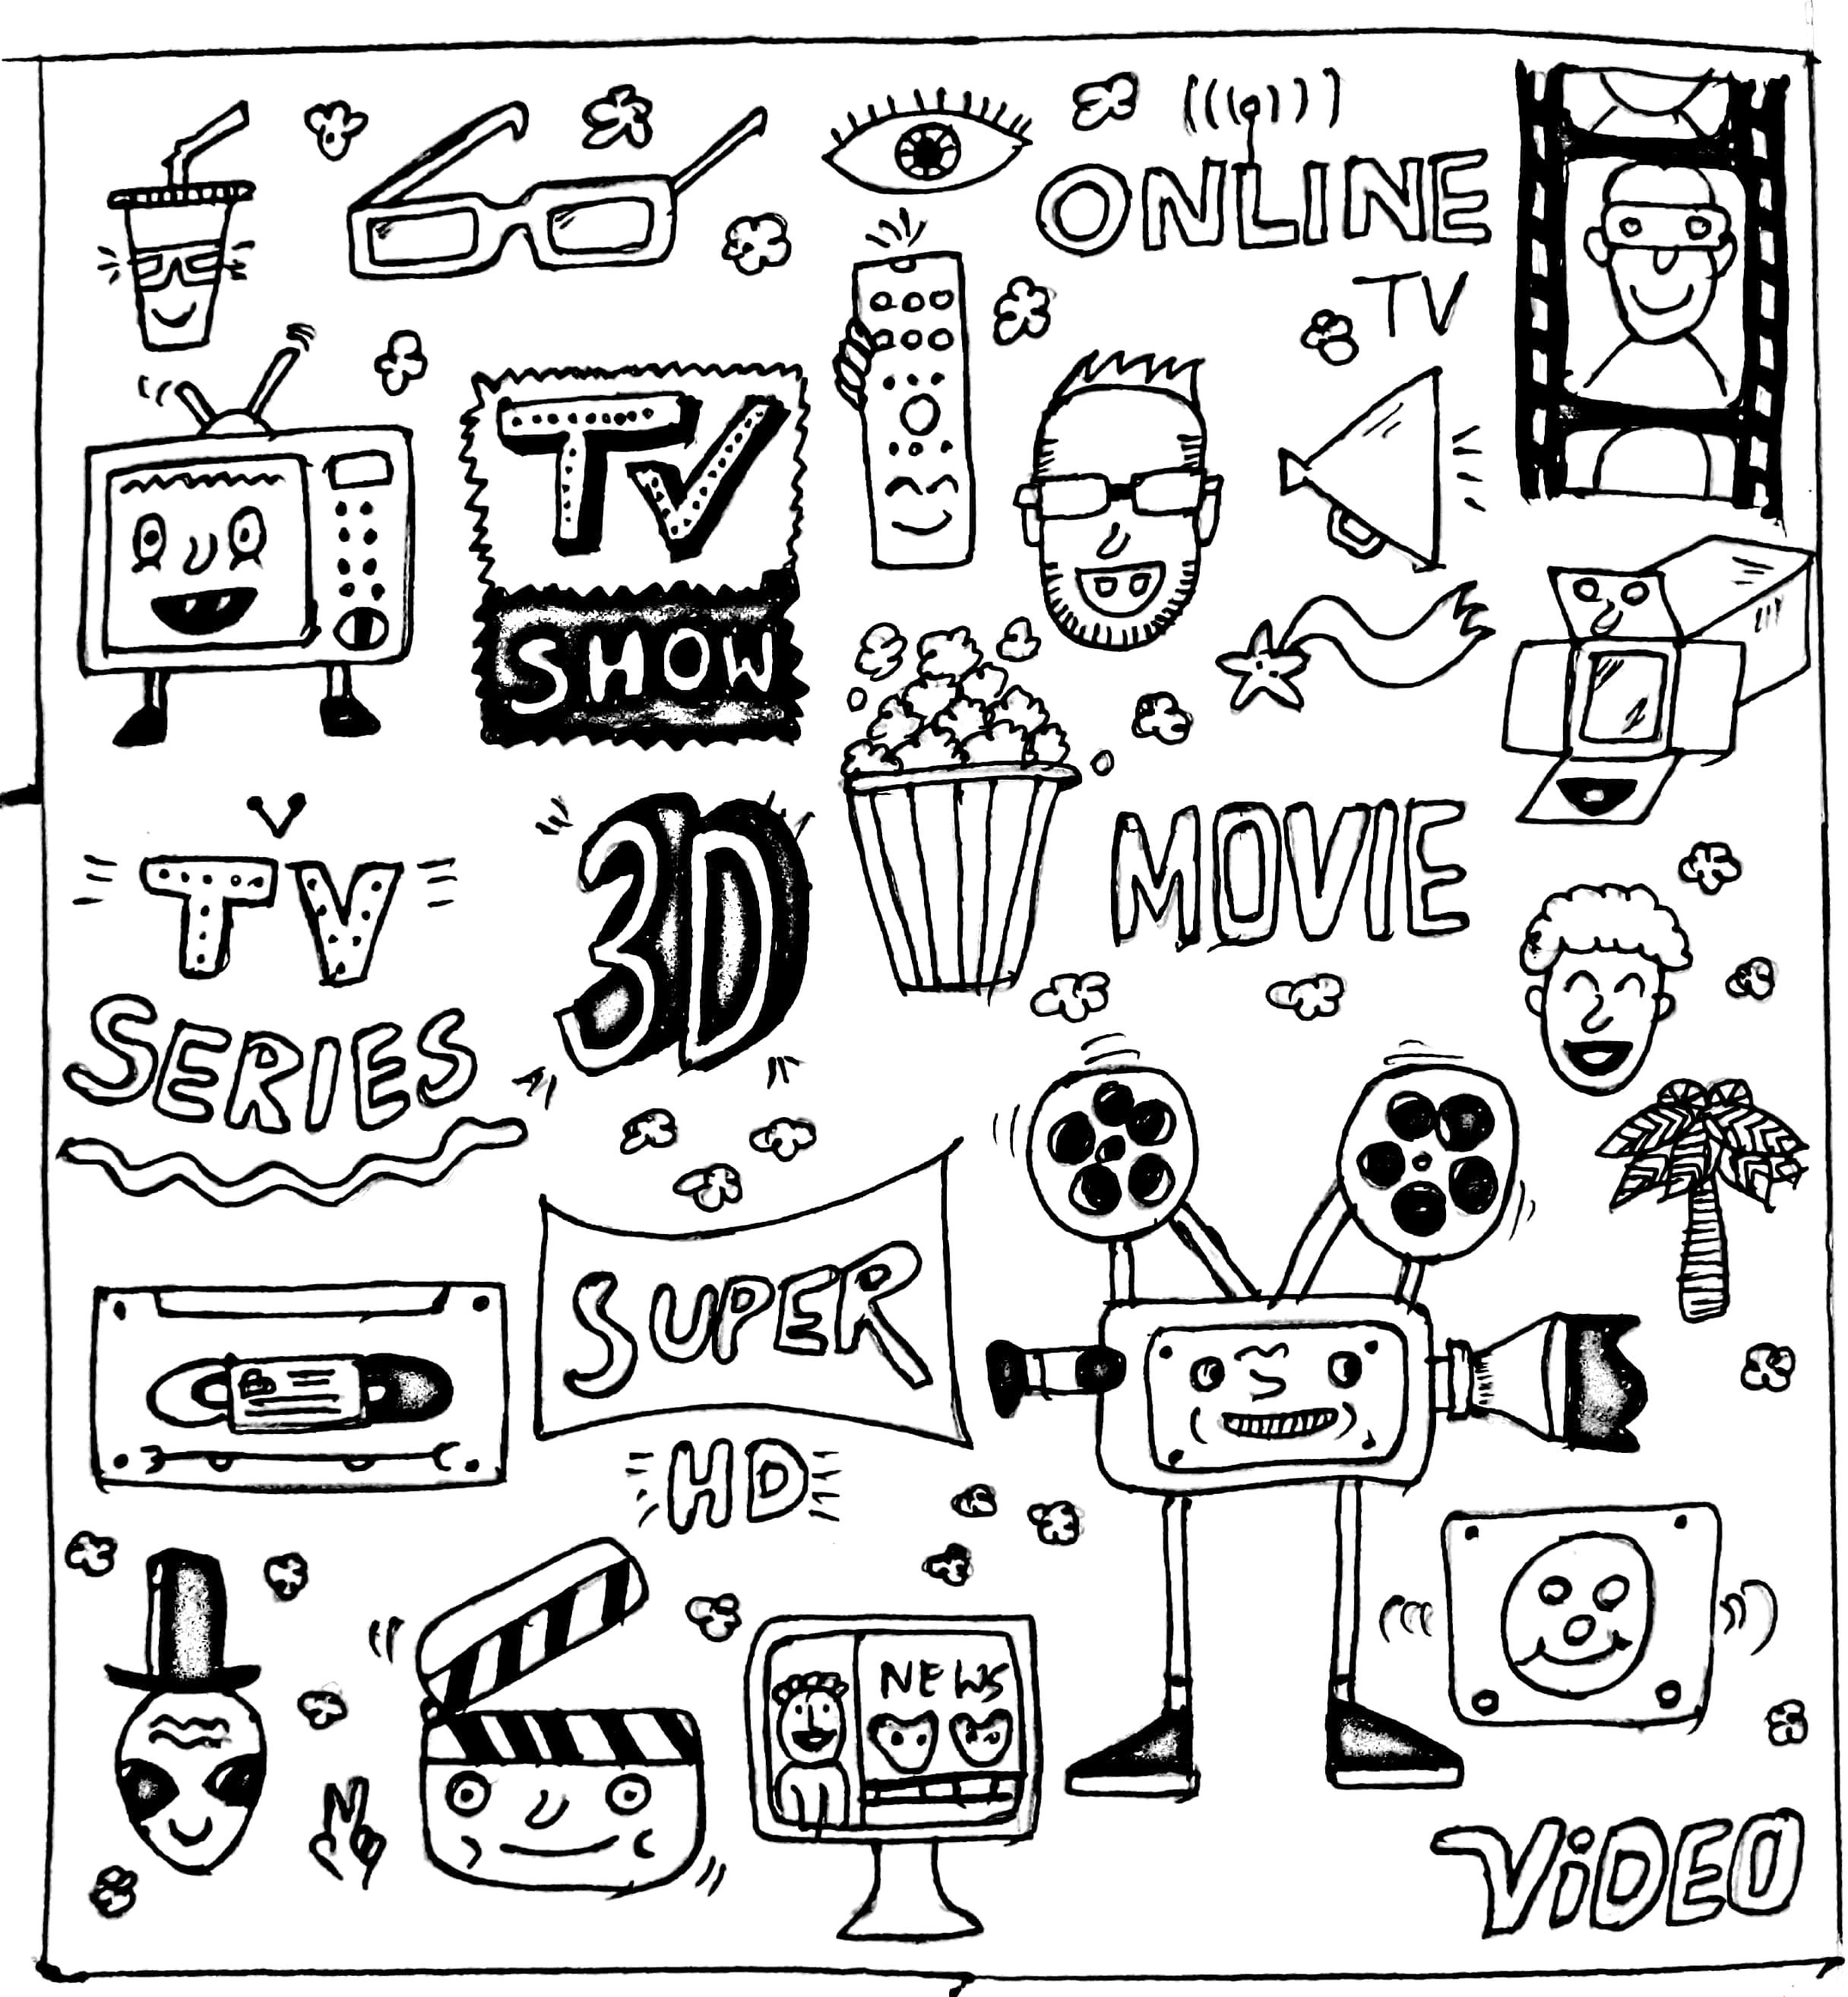 ONLINE
TV
TV
SHOW
3D
MOVIE
TV
SERIES
SUPER
HD
NEWS
ViDEO